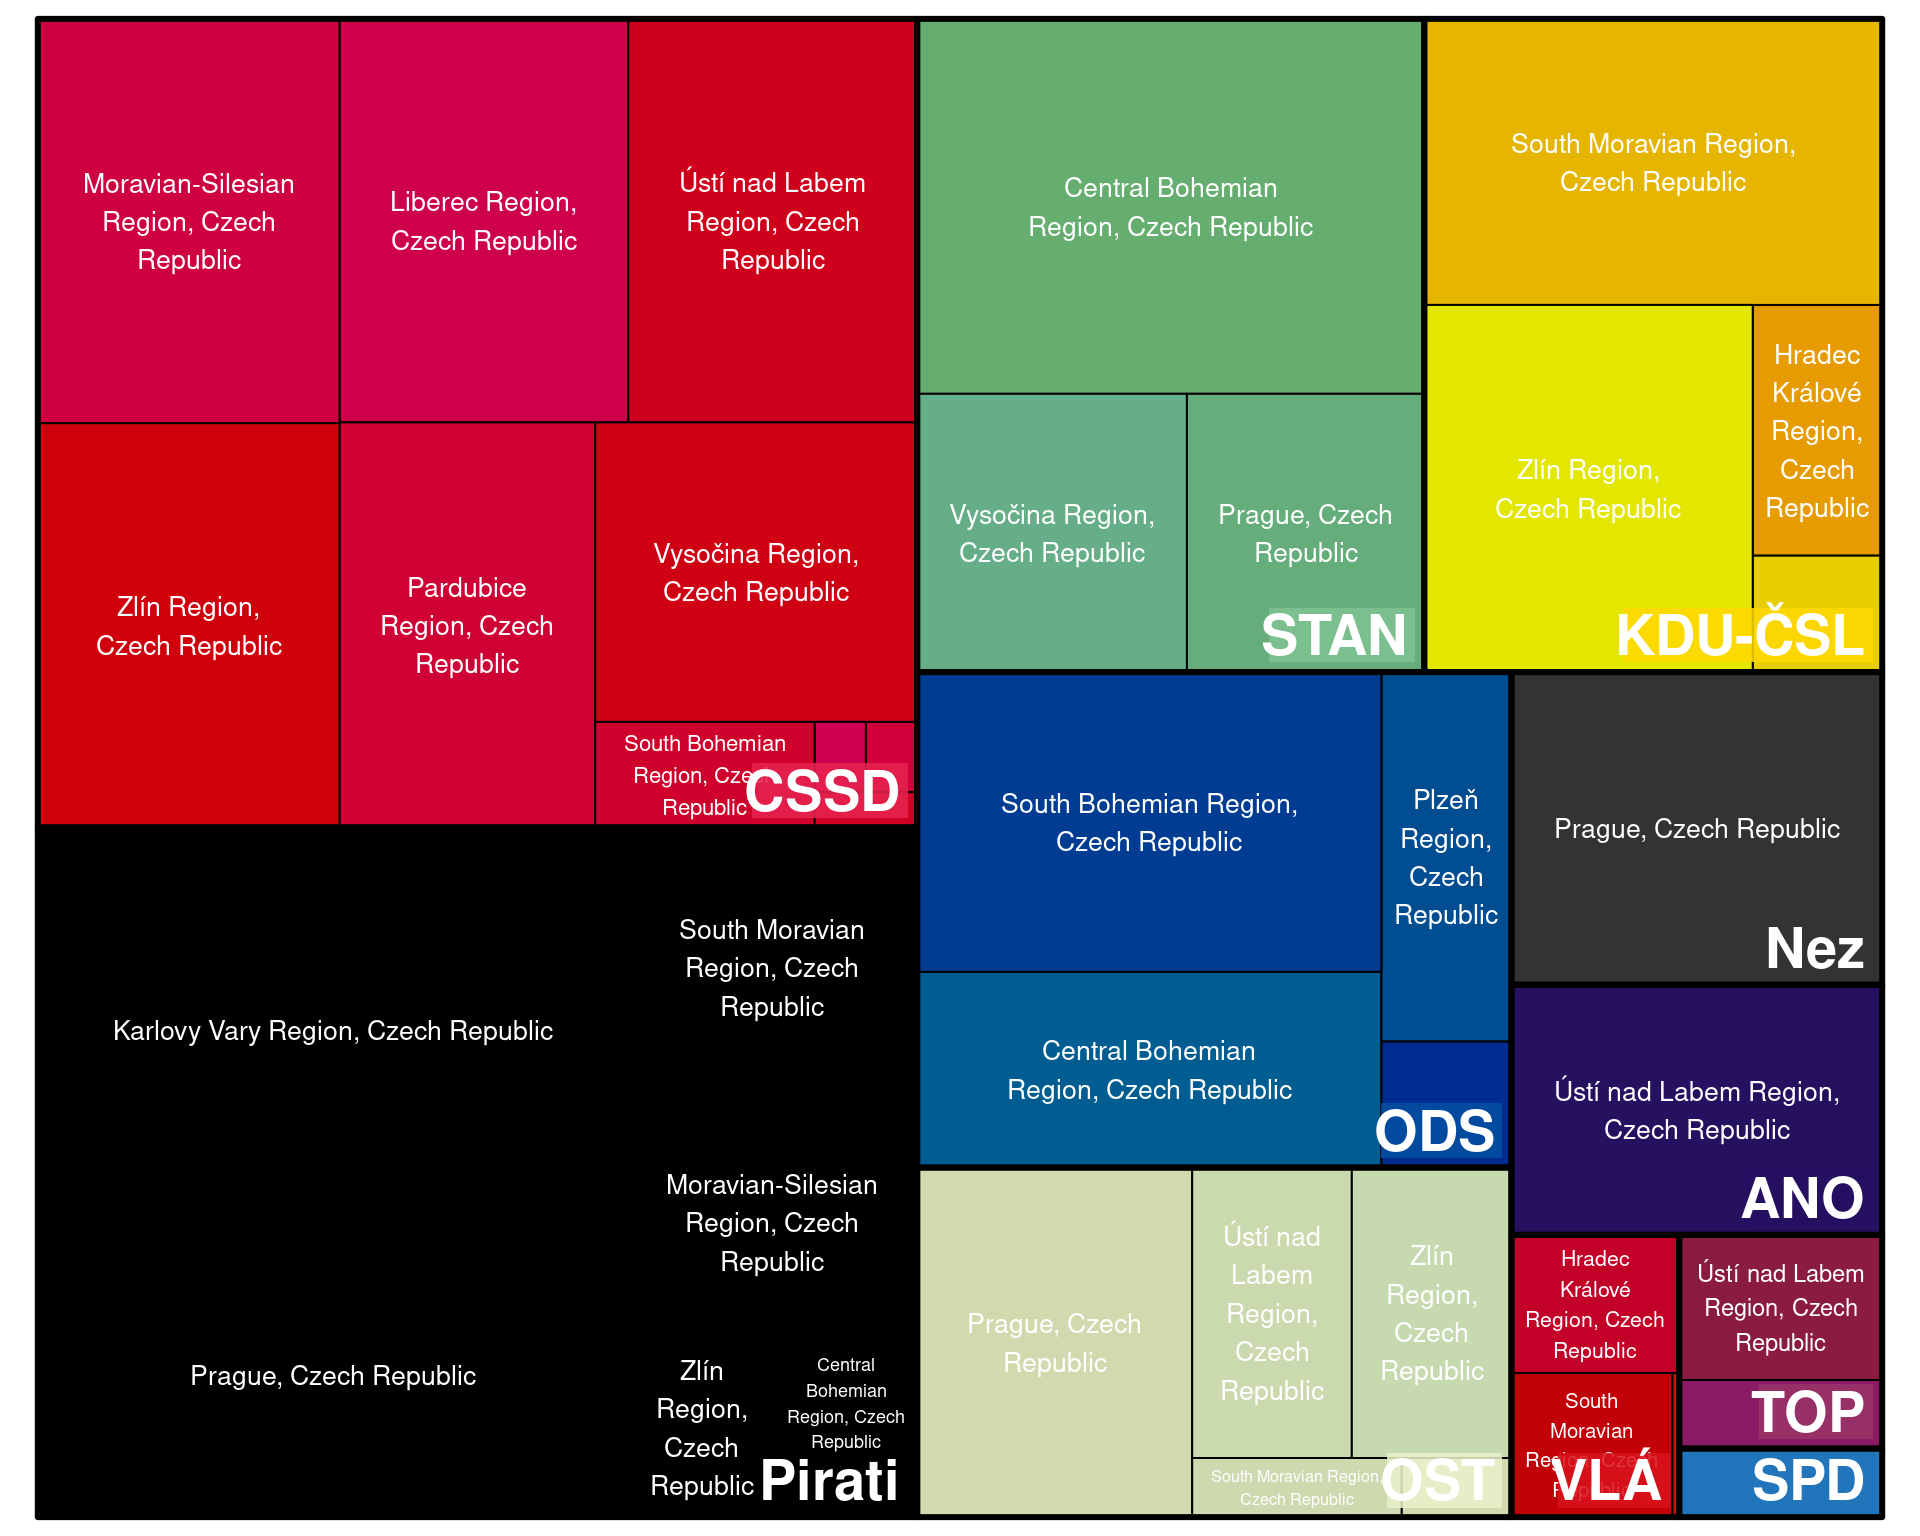 Moravian-Silesian
Region, Czech
Republic
Liberec Region,
Czech Republic
Ústí nad Labem
Region, Czech
Republic
Zlín Region,
Czech Republic
Pardubice
Region, Czech
Republic
Vysočina Region,
Czech Republic
South Bohemian
Region, Czech
Republic
CSSD
Central Bohemian
Region, Czech Republic
Vysočina Region,
Czech Republic
Prague, Czech
Republic
STAN
South Moravian Region,
Czech Republic
Zlín Region,
Czech Republic
Hradec
Králové
Region,
Czech
Republic
KDU-ČSL
Karlovy Vary Region, Czech Republic
South Moravian
Region, Czech
Republic
Moravian-Silesian
Region, Czech
Republic
Prague, Czech Republic
Zlín
Region,
Czech
Republic
Central
Bohemian
Region, Czech
Republic
Pirati
South Bohemian Region,
Czech Republic
Plzeň
Region,
Czech
Republic
Central Bohemian
Region, Czech Republic
ODS
Prague, Czech Republic
Nez
Ústí nad Labem Region,
Czech Republic
ANO
Prague, Czech
Republic
Ústí nad
Labem
Region,
Czech
Republic
Zlín
Region,
Czech
Republic
South Moravian Region,
Czech Republic
OST
Hradec
Králové
Region, Czech
Republic
South
Moravian
Region, Czech
Republic
VLÁ
Ústí nad Labem
Region, Czech
Republic
TOP
SPD